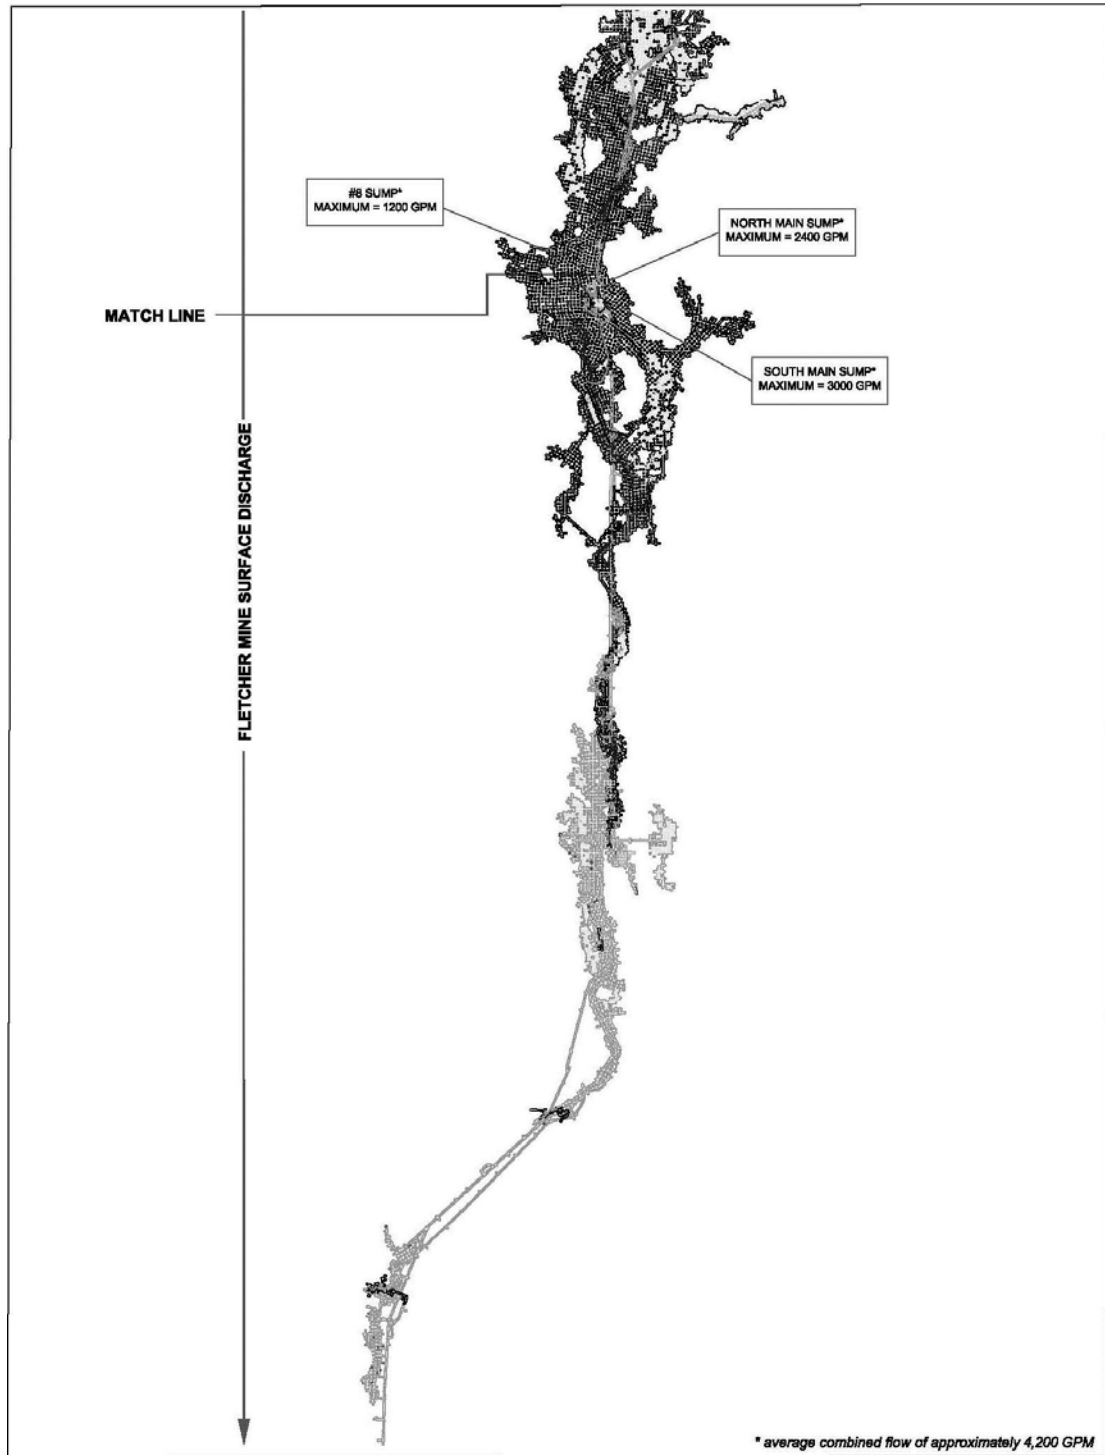 #6 SUMP*
MAXIMUM = 1200 GPM
NORTH MAIN SUMP*
MAXIMUM = 2400 GPM
MATCH LINE
SOUTH MAIN SUMP*
MAXIMUM = 3000 GPM
FLETCHER MINE SURFACE DISCHARGE
* average combined flow of approximately 4,200 GPM